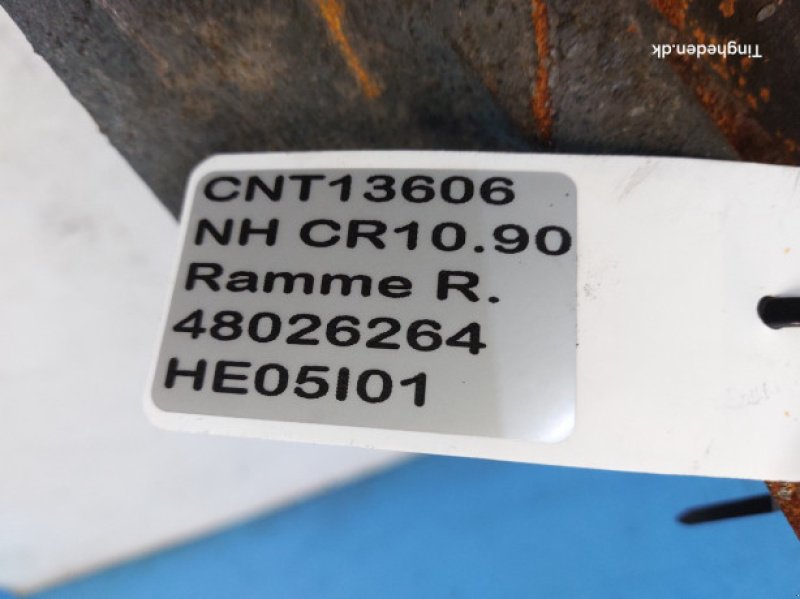 Tingheden.dk
CNT13606
NH CR10.90
Ramme R.
48026264
HE05I01